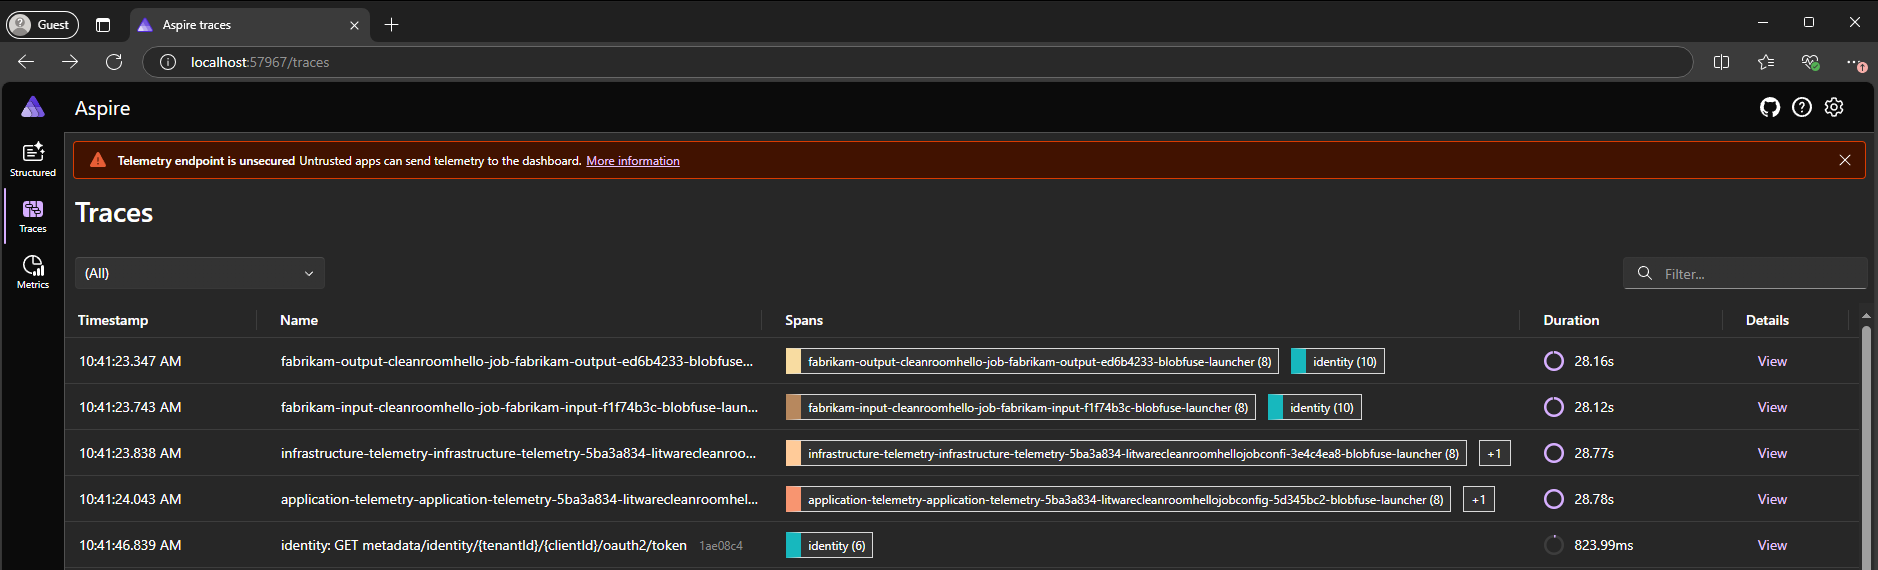 Guest
Aspire traces
localhost:57967/traces
Aspire
Structured
Traces
Metrics
Telemetry endpoint is unsecured Untrusted apps can send telemetry to the dashboard. More information
Traces
(All)
Filter...
Timestamp Name Spans Duration Details
10:41:23.347 AM fabrikam-output-cleanroomhello-job-fabrikam-output-ed6b4233-blobfuse... fabrikam-output-cleanroomhello-job-fabrikam-output-ed6b4233-blobfuse-launcher (8) identity (10) 28.16s View
10:41:23.743 AM fabrikam-input-cleanroomhello-job-fabrikam-input-f1f74b3c-blobfuse-laun... fabrikam-input-cleanroomhello-job-fabrikam-input-f1f74b3c-blobfuse-launcher (8) identity (10) 28.12s View
10:41:23.838 AM infrastructure-telemetry-infrastructure-telemetry-5ba3a834-litwarecleanroo... infrastructure-telemetry-infrastructure-telemetry-5ba3a834-litwarecleanroomhellojobconfi-3e4c4ea8-blobfuse-launcher (8) +1 28.77s View
10:41:24.043 AM application-telemetry-application-telemetry-5ba3a834-litwarecleanroomhel... application-telemetry-application-telemetry-5ba3a834-litwarecleanroomhellojobconfig-5d345bc2-blobfuse-launcher (8) +1 28.78s View
10:41:46.839 AM identity: GET metadata/identity/{tenantId}/{clientId}/oauth2/token 1ae08c4 identity (6) 823.99ms View